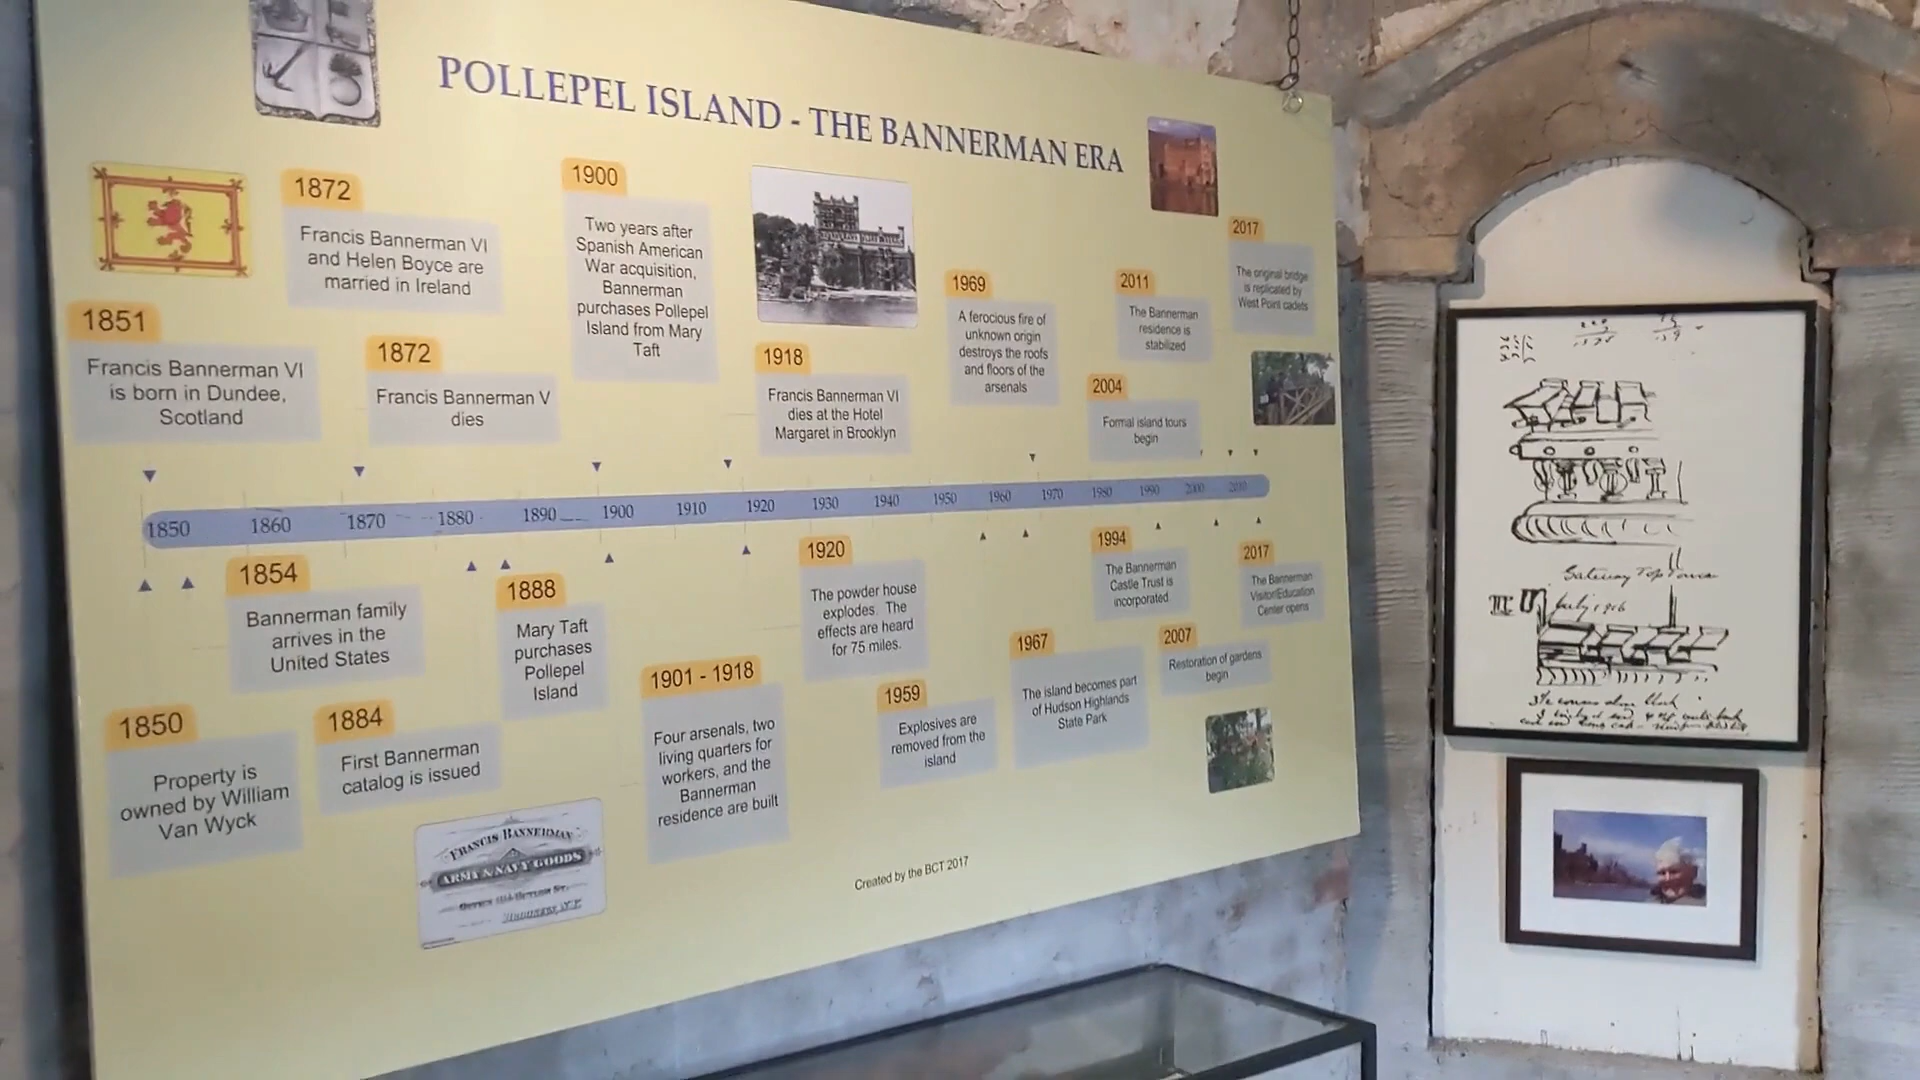 POLLEPEL ISLAND - THE BANNERMAN ERA
1872
Francis Bannerman VI
and Helen Boyce are
married in Ireland
1900
Two years after
Spanish American
War acquisition,
Bannerman
purchases Pollepel
Island from Mary
Taft
2017
The original bridge
is replicated by
West Point cadets
1851
Francis Bannerman VI
is born in Dundee,
Scotland
1872
Francis Bannerman V
dies
1918
Francis Bannerman VI
dies at the Hotel
Margaret in Brooklyn
1969
A ferocious fire of
unknown origin
destroys the roofs
and floors of the
arsenals
2011
The Bannerman
residence is
stabilized
2004
Formal island tours
begin
1850 1860 1870 1880 1890 1900 1910 1920 1930 1940 1950 1960 1970 1980 1990 2000 2010
1854
Bannerman family
arrives in the
United States
1888
Mary Taft
purchases
Pollepel
Island
1920
The powder house
explodes. The
effects are heard
for 75 miles.
1994
The Bannerman
Castle Trust is
incorporated
2017
The Bannerman
Visitor/Education
Center opens
1850
Property is
owned by William
Van Wyck
1884
First Bannerman
catalog is issued
1901 - 1918
Four arsenals, two
living quarters for
workers, and the
Bannerman
residence are built
1959
Explosives are
removed from the
island
1967
The island becomes part
of Hudson Highlands
State Park
2007
Restoration of gardens
begin
FRANCIS BANNERMAN
ARMY & NAVY GOODS
Created by the BCT 2017
Gateway Top
July 1906